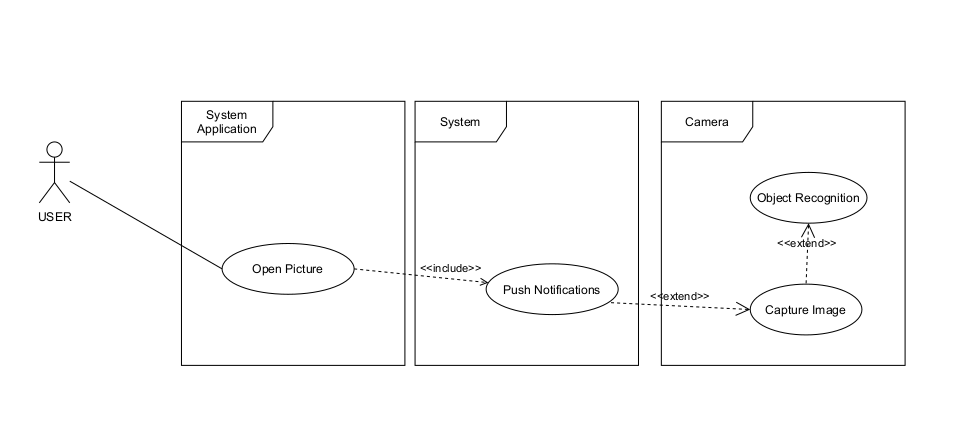 System
Application
System
Camera
USER
Open Picture
<<include>>
Push Notifications
<<extend>>
Object Recognition
<<extend>>
Capture Image